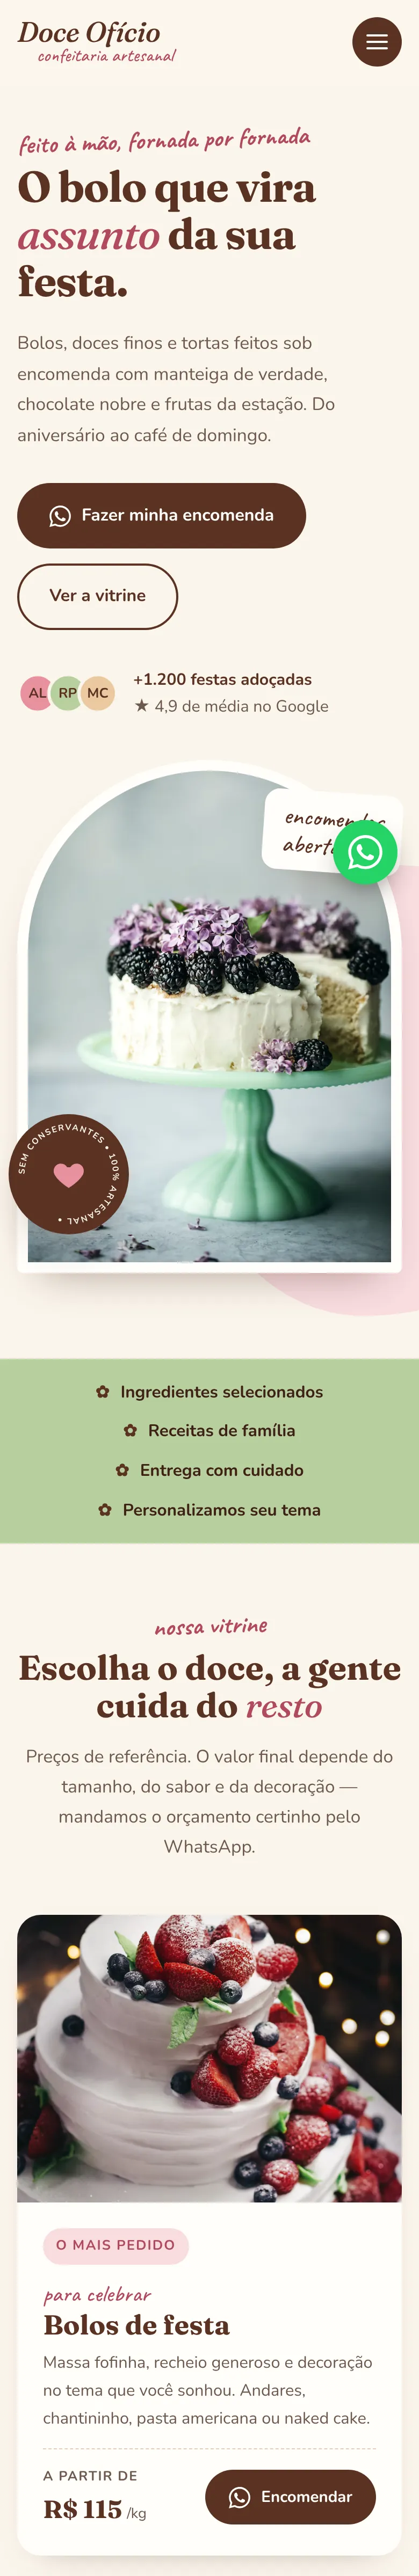 Doce Ofício
confeitaria artesanal
feito à mão, fornada por fornada
O bolo que vira
assunto da sua
festa.
Bolos, doces finos e tortas feitos sob
encomenda com manteiga de verdade,
chocolate nobre e frutas da estação. Do
aniversário ao café de domingo.
Fazer minha encomenda
Ver a vitrine
AL RP MC
+1.200 festas adoçadas
★ 4,9 de média no Google
SEM CONSERVANTES • 100% ARTESANAL •
✿ Ingredientes selecionados
✿ Receitas de família
✿ Entrega com cuidado
✿ Personalizamos seu tema
nossa vitrine
Escolha o doce, a gente
cuida do resto
Preços de referência. O valor final depende do
tamanho, do sabor e da decoração —
mandamos o orçamento certinho pelo
WhatsApp.
O MAIS PEDIDO
para celebrar
Bolos de festa
Massa fofinha, recheio generoso e decoração
no tema que você sonhou. Andares,
chantininho, pasta americana ou naked cake.
A PARTIR DE
R$ 115 /kg
Encomendar